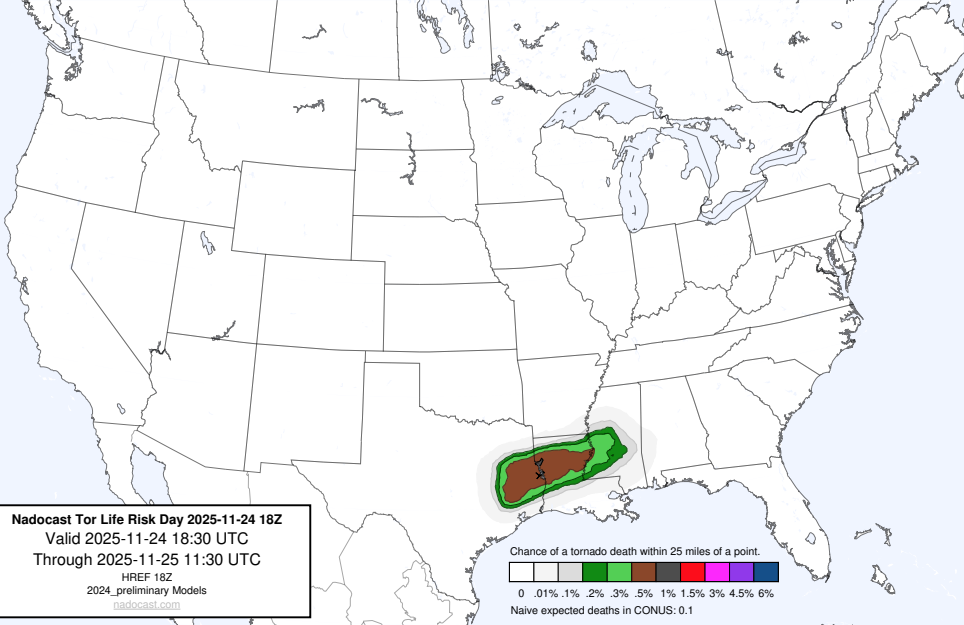 Nadocast Tor Life Risk Day 2025-11-24 18Z
Valid 2025-11-24 18:30 UTC
Through 2025-11-25 11:30 UTC
HREF 18Z
2024_preliminary Models
nadocast.com
Chance of a tornado death within 25 miles of a point.
0 .01% .1% .2% .3% .5% 1% 1.5% 3% 4.5% 6%
Naive expected deaths in CONUS: 0.1